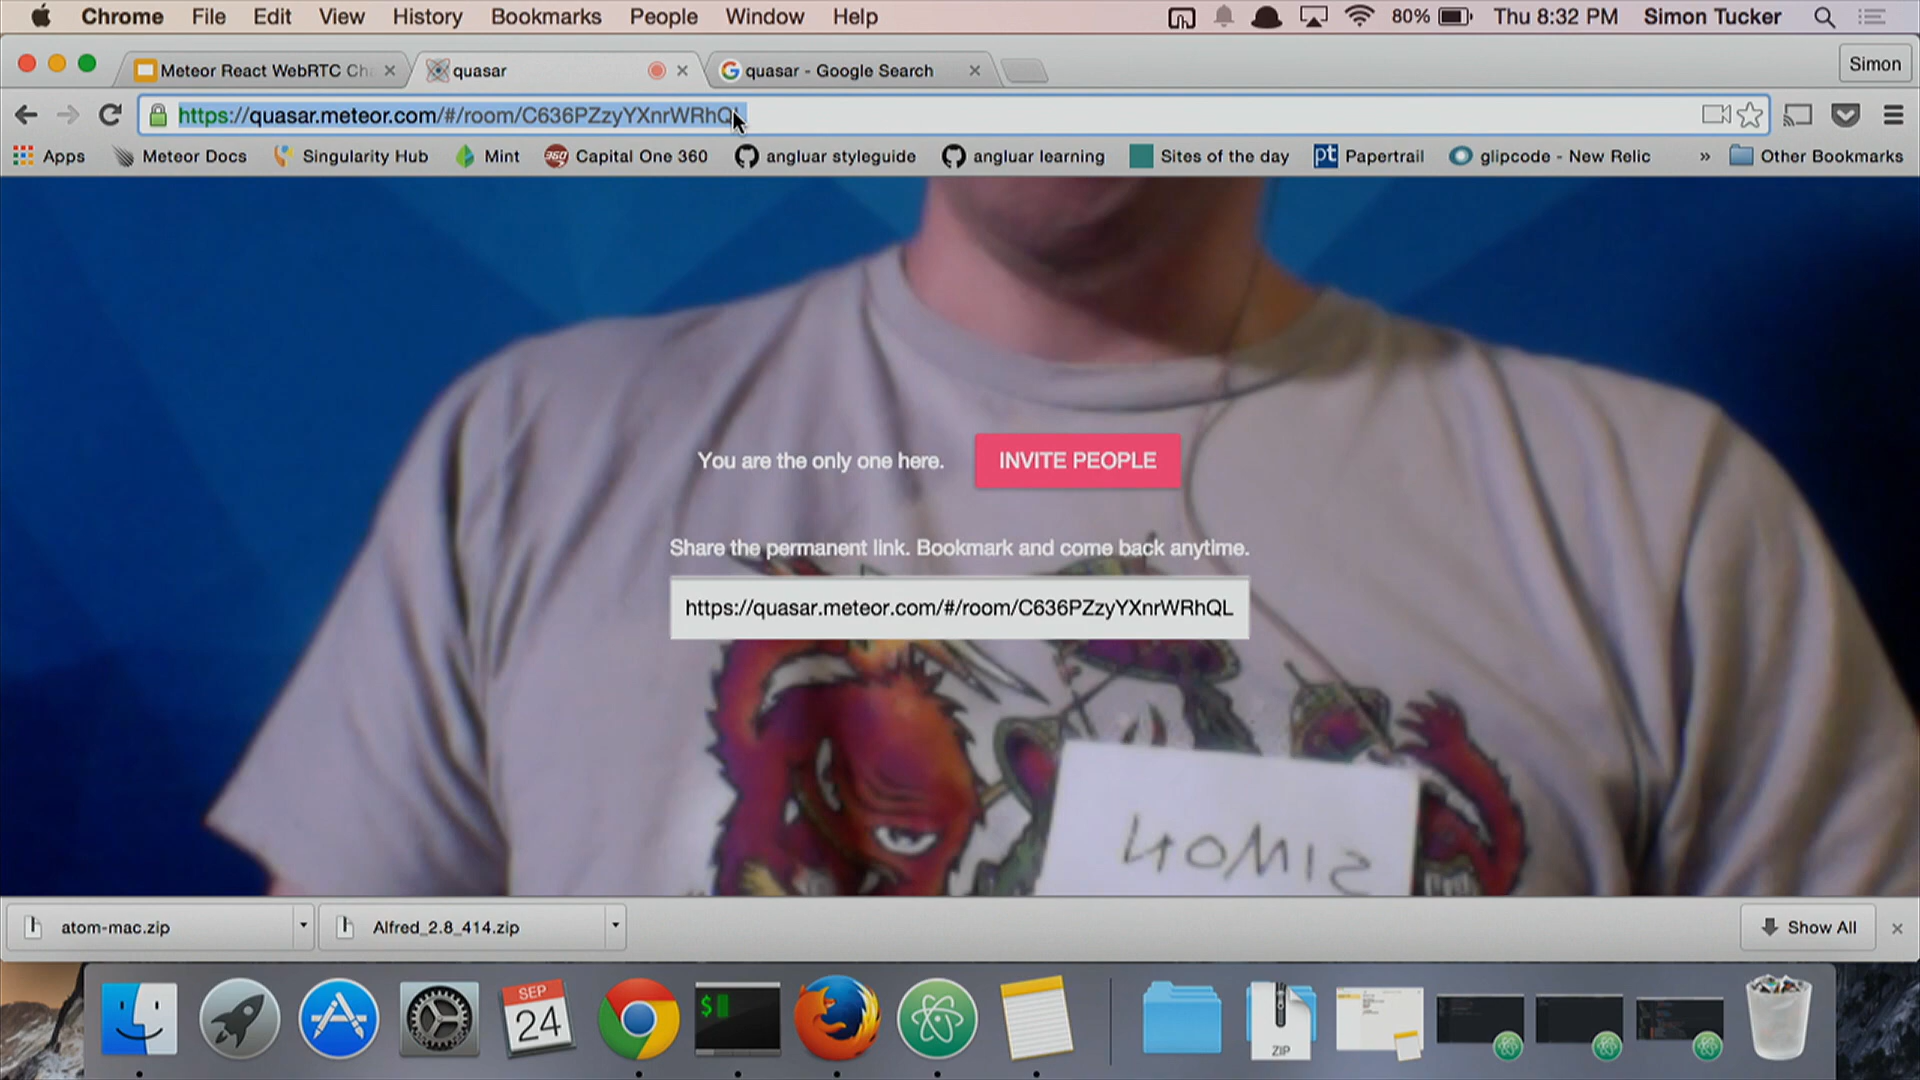 Chrome File Edit View History Bookmarks People Window Help 80% Thu 8:32 PM Simon Tucker
Meteor React WebRTC Ch
quasar
quasar - Google Search
Simon
https://quasar.meteor.com/#/room/C636PZzyYXnrWRhQL
Apps Meteor Docs Singularity Hub Mint 360 Capital One 360 angluar styleguide angluar learning Sites of the day pt Papertrail glipcode - New Relic » Other Bookmarks
You are the only one here. INVITE PEOPLE
Share the permanent link. Bookmark and come back anytime.
https://quasar.meteor.com/#/room/C636PZzyYXnrWRhQL
SIMON
atom-mac.zip Alfred_2.8_414.zip Show All
SEP
24
$
ZIP